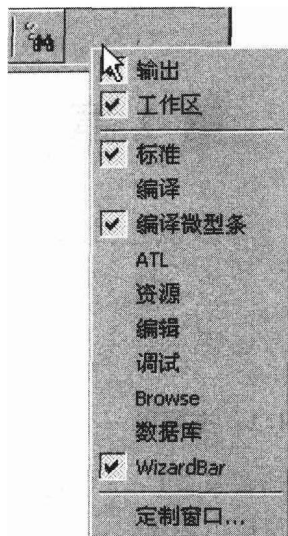 输出
工作区
标准
编译
编译微型条
ATL
资源
编辑
调试
Browse
数据库
WizardBar
定制窗口...